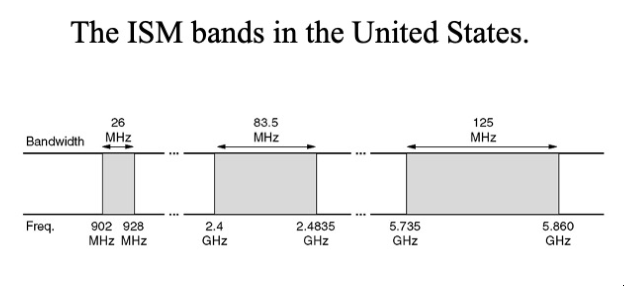 The ISM bands in the United States.
26 83.5 125
Bandwidth MHz MHz MHz
... ...
... ...
Freq. 902 928 2.4 2.4835 5.735 5.860
MHz MHz GHz GHz GHz GHz